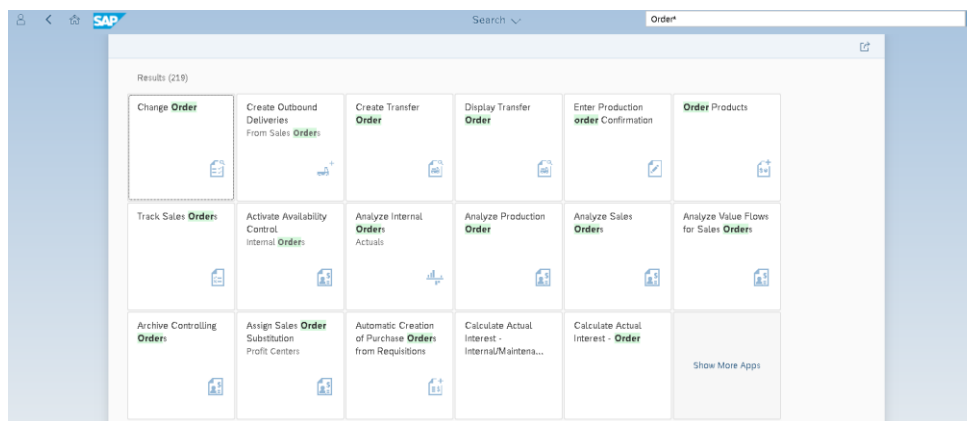 SAP
Search
Order*
Results (219)
Change Order
Create Outbound
Deliveries
From Sales Orders
Create Transfer
Order
Display Transfer
Order
Enter Production
order Confirmation
Order Products
Track Sales Orders
Activate Availability
Control
Internal Orders
Analyze Internal
Orders
Actuals
Analyze Production
Order
Analyze Sales
Orders
Analyze Value Flows
for Sales Orders
Archive Controlling
Orders
Assign Sales Order
Substitution
Profit Centers
Automatic Creation
of Purchase Orders
from Requisitions
Calculate Actual
Interest -
Internal/Maintena...
Calculate Actual
Interest - Order
Show More Apps